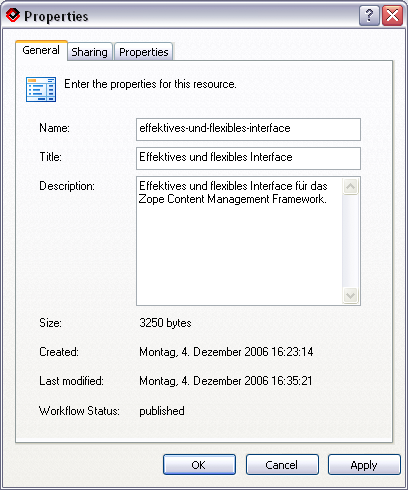 Properties
General Sharing Properties
Enter the properties for this resource.
Name: effektives-und-flexibles-interface
Title: Effektives und flexibles Interface
Description: Effektives und flexibles Interface für das
Zope Content Management Framework.
Size: 3250 bytes
Created: Montag, 4. Dezember 2006 16:23:14
Last modified: Montag, 4. Dezember 2006 16:35:21
Workflow Status: published
OK Cancel Apply